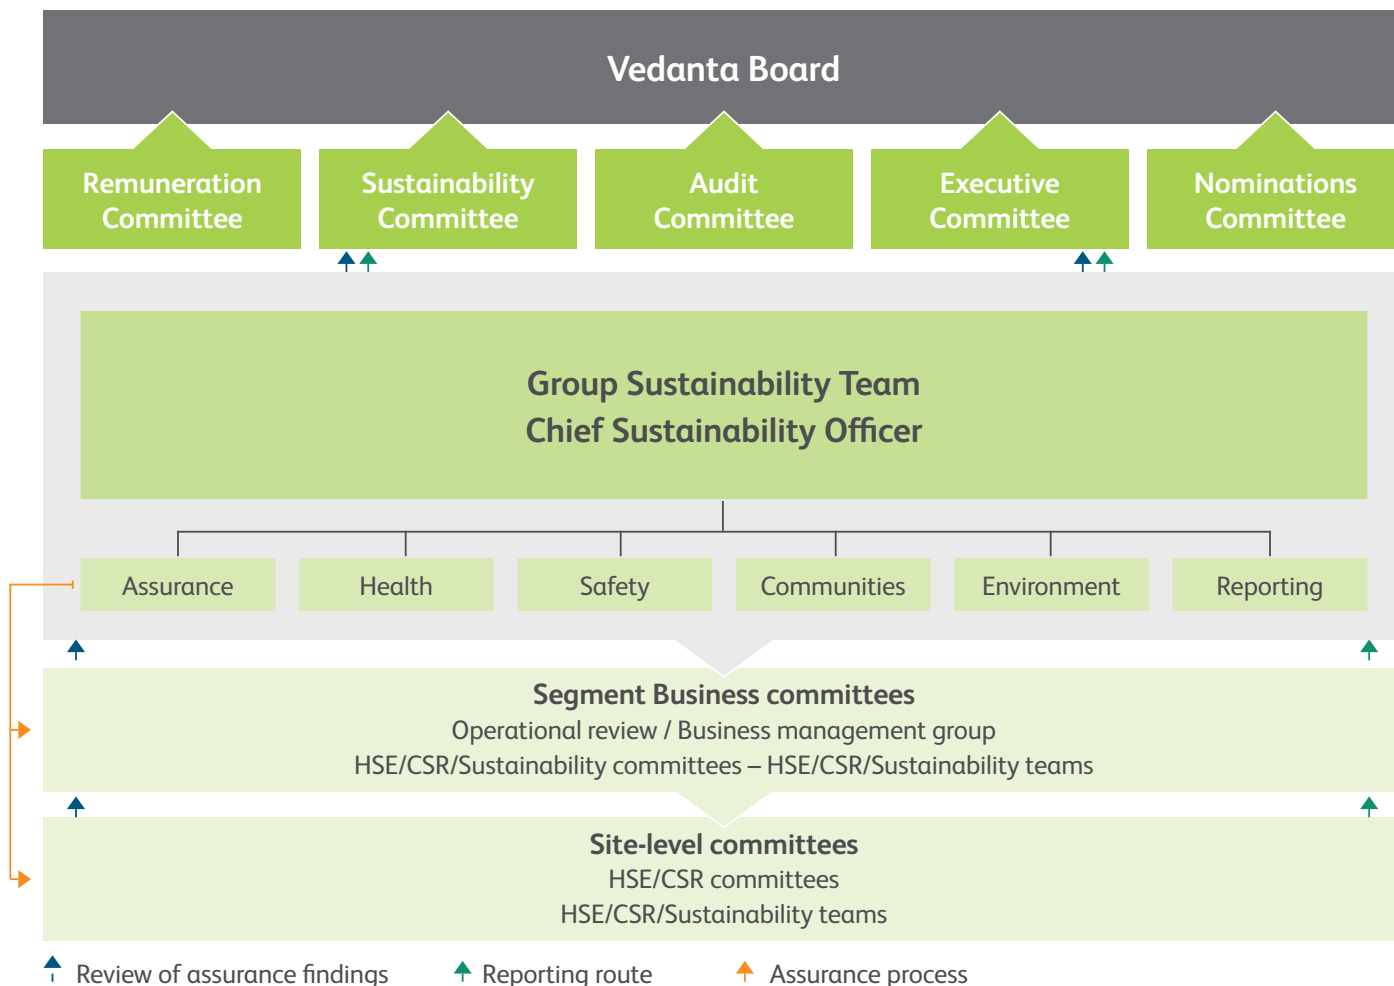 Vedanta Board
Remuneration
Committee
Sustainability
Committee
Audit
Committee
Executive
Committee
Nominations
Committee
Group Sustainability Team
Chief Sustainability Officer
Assurance
Health
Safety
Communities
Environment
Reporting
Segment Business committees
Operational review / Business management group
HSE/CSR/Sustainability committees – HSE/CSR/Sustainability teams
Site-level committees
HSE/CSR committees
HSE/CSR/Sustainability teams
Review of assurance findings
Reporting route
Assurance process